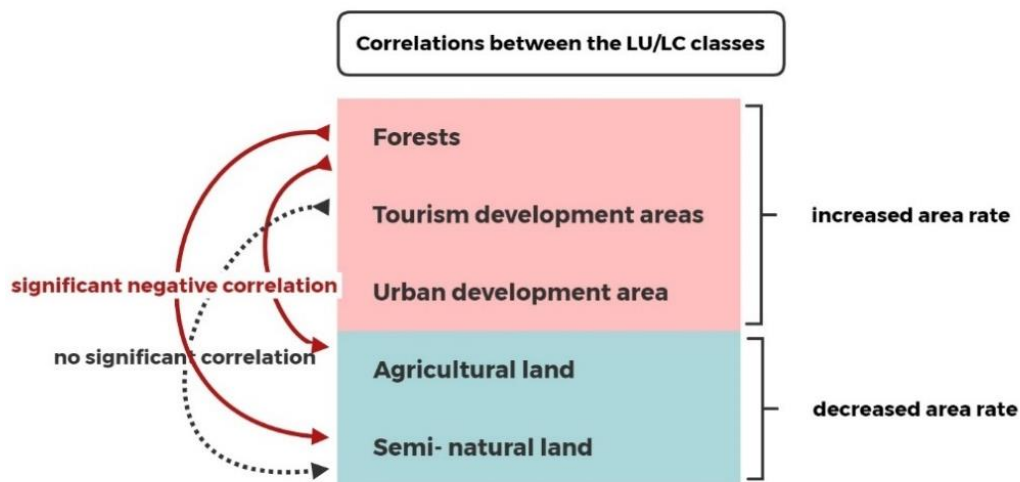 Correlations between the LU/LC classes
Forests
Tourism development areas
increased area rate
significant negative correlation
Urban development area
no significant correlation
Agricultural land
decreased area rate
Semi- natural land